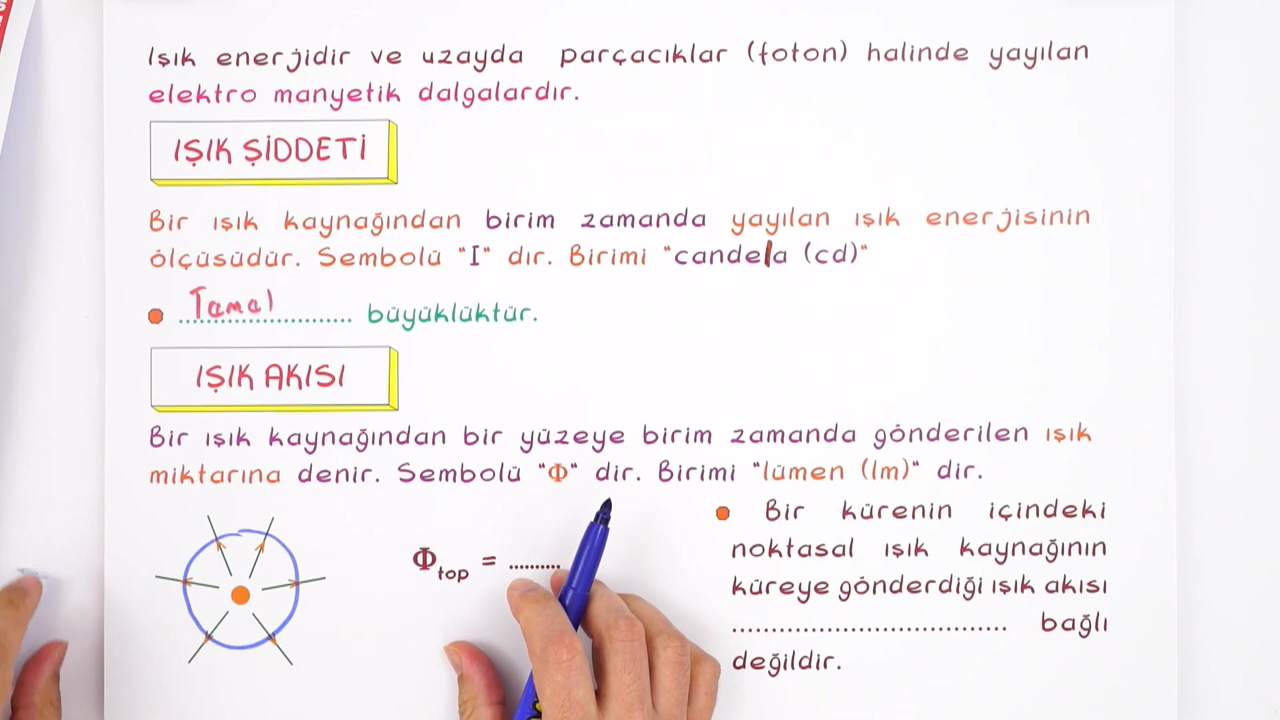 Işık enerjidir ve uzayda parçacıklar (foton) halinde yayılan
elektro manyetik dalgalardır.
IŞIK ŞİDDETİ
Bir ışık kaynağından birim zamanda yayılan ışık enerjisinin
ölçüsüdür. Sembolü "I" dır. Birimi "candela (cd)"
Temel
.......................... büyüklüktür.
IŞIK AKISI
Bir ışık kaynağından bir yüzeye birim zamanda gönderilen ışık
miktarına denir. Sembolü "Φ" dir. Birimi "lümen (lm)" dir.
Φtop = ..........
Bir kürenin içindeki
noktasal ışık kaynağının
küreye gönderdiği ışık akısı
................................... bağlı
değildir.